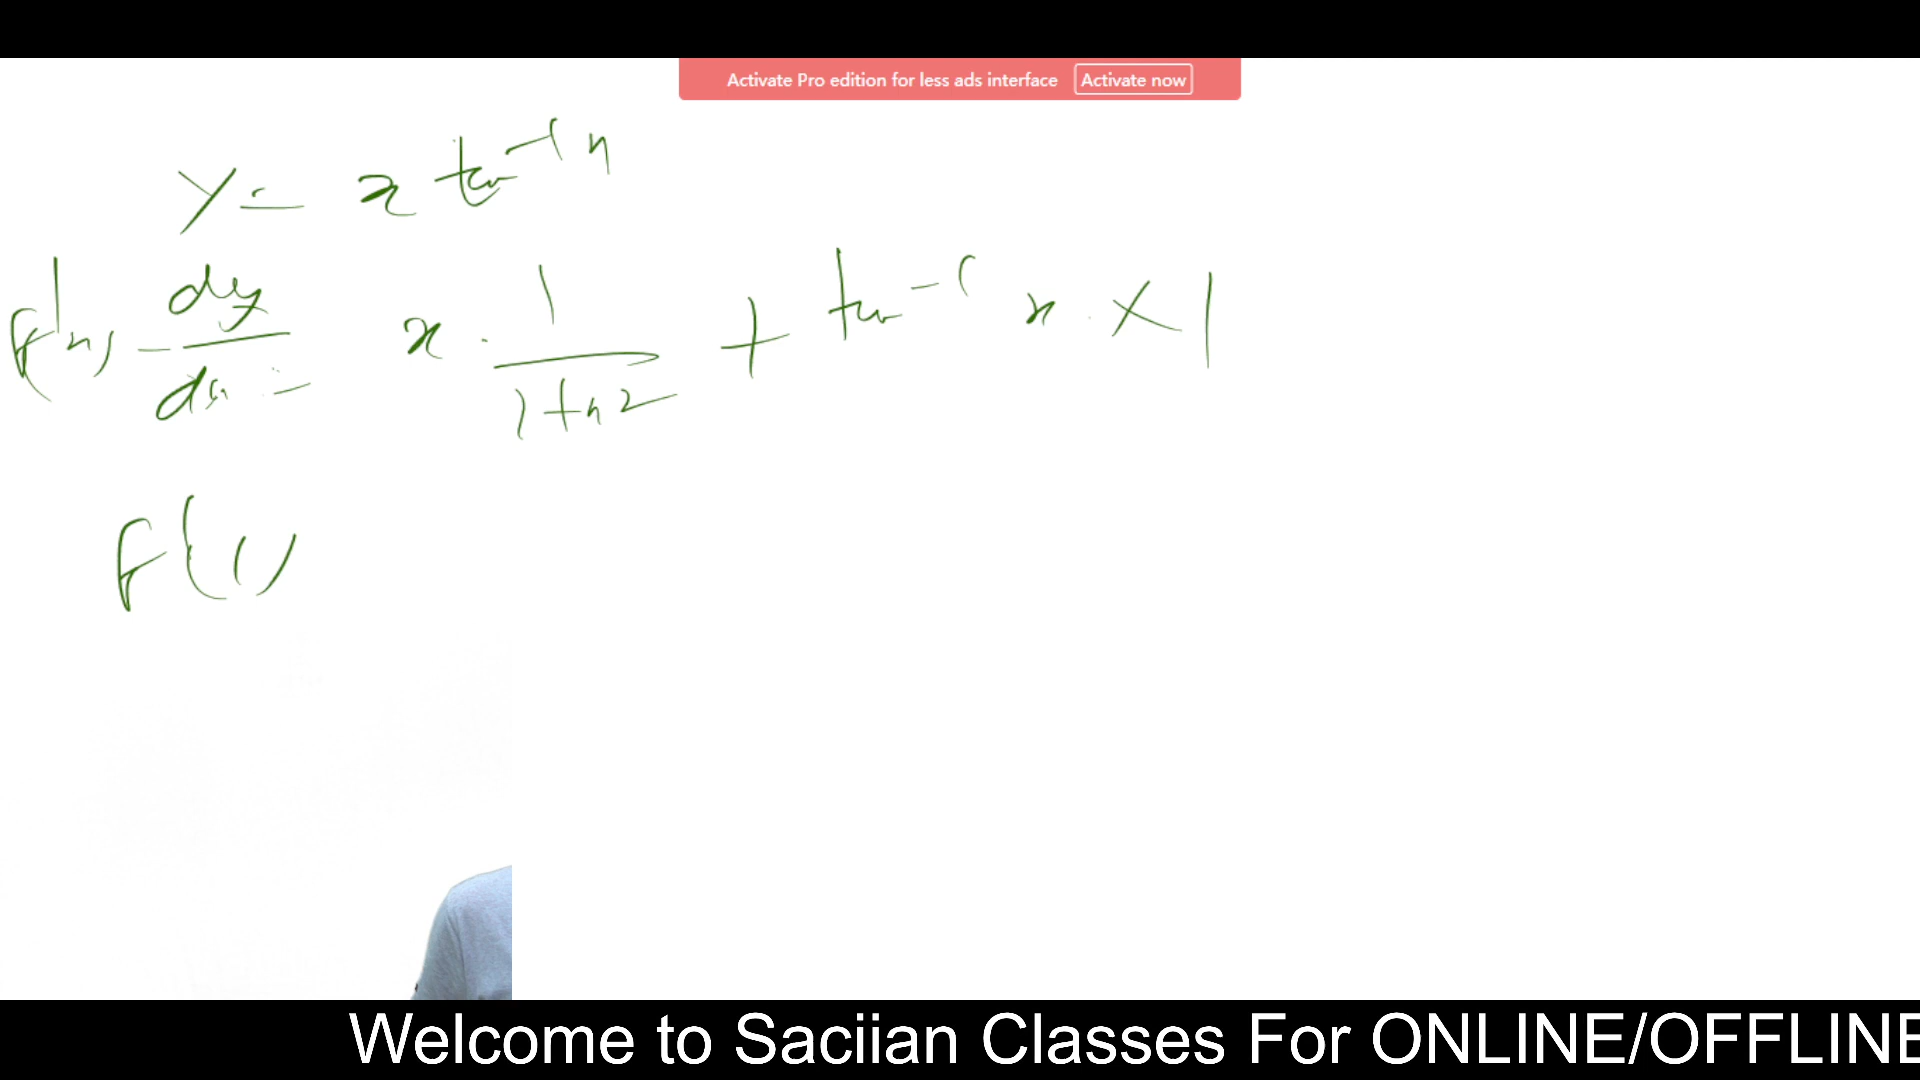 Activate Pro edition for less ads interface Activate now
y = x tan⁻¹ x
f'(x) = dy/dx = x · 1/(1+x²) + tan⁻¹ x × 1
f'(1)
Welcome to Saciian Classes For ONLINE/OFFLINE